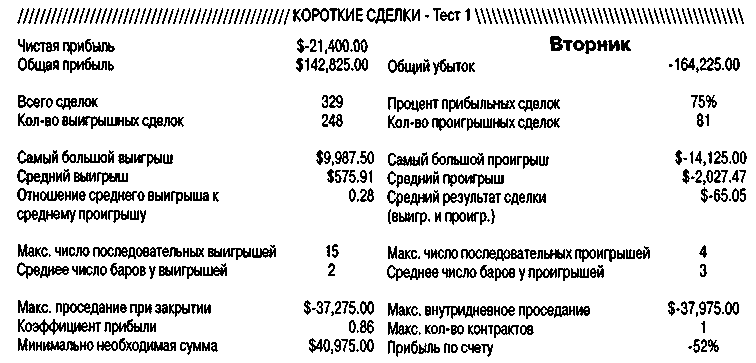 //////////////////////////////////////// КОРОТКИЕ СДЕЛКИ - Тест 1 \\\\\\\\\\\\\\\\\\\\\\\\\\\\\\\\\\\\\\\\
Чистая прибыль $-21,400.00 Вторник
Общая прибыль $142,825.00 Общий убыток -164,225.00
Всего сделок 329 Процент прибыльных сделок 75%
Кол-во выигрышных сделок 248 Кол-во проигрышных сделок 81
Самый большой выигрыш $9,987.50 Самый большой проигрыш $-14,125.00
Средний выигрыш $575.91 Средний проигрыш $-2,027.47
Отношение среднего выигрыша к 0.28 Средний результат сделки $-65.05
среднему проигрышу (выигр. и проигр.}
Макс. число последовательных выигрышей 15 Макс. число последовательных проигрышей 4
Среднее число баров у выигрышей 2 Среднее число баров у проигрышей 3
Макс. проседание при закрытии $-37,275.00 Макс. внутридневное проседание $-37,975.00
Коэффициент прибыли 0.86 Макс. кол-во контрактов 1
Минимально необходимая сумма $40,975.00 Прибыль по счету -52%